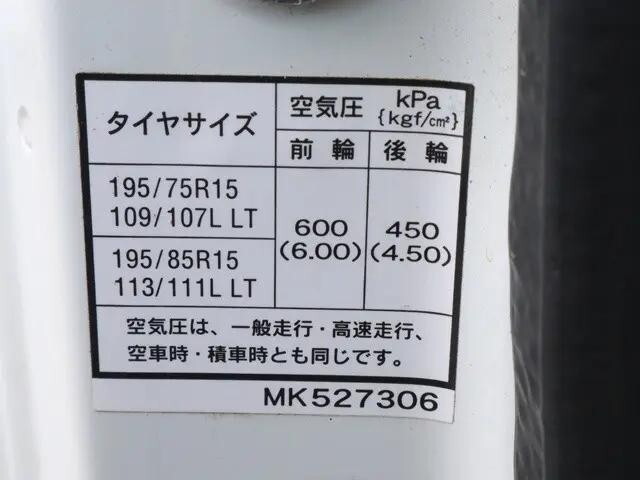 タイヤサイズ
空気圧 kPa
{kgf/cm²}
前輪 後輪
195/75R15
109/107L LT
600
(6.00)
450
(4.50)
195/85R15
113/111L LT
空気圧は、一般走行・高速走行、
空車時・積車時とも同じです。
MK527306